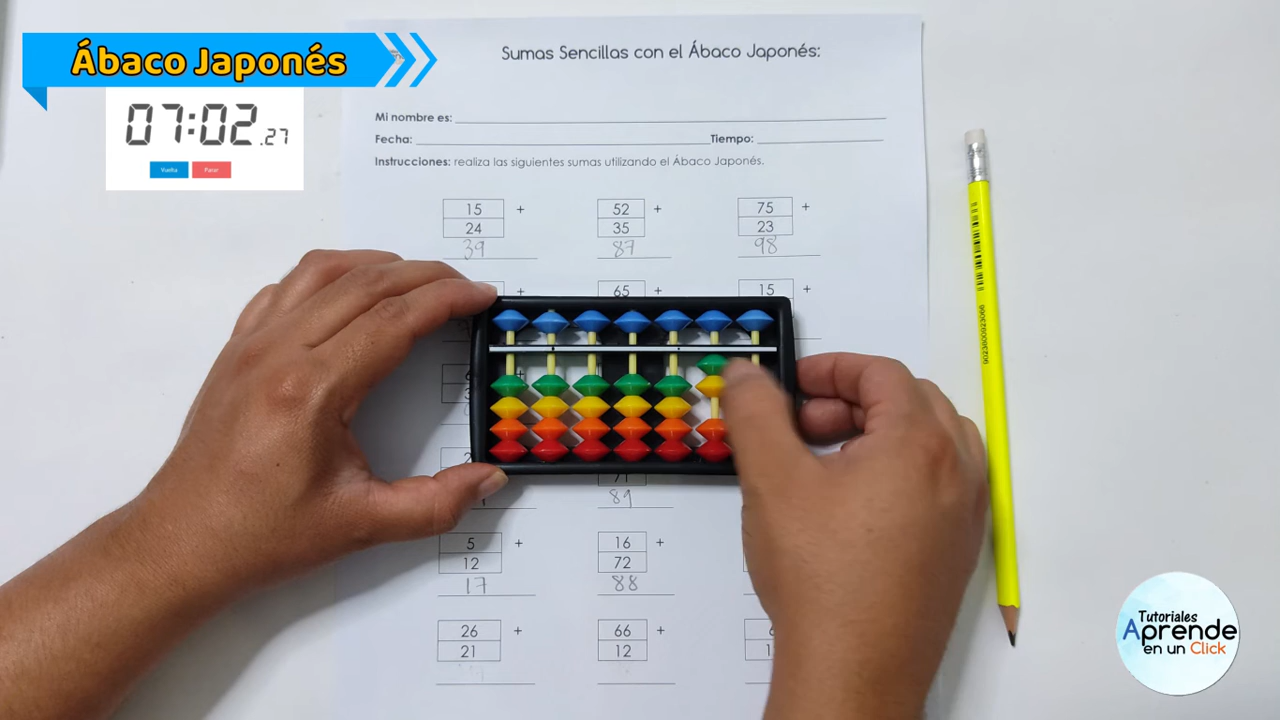 Ábaco Japonés
07:02.27
Vuelta Parar
Sumas Sencillas con el Ábaco Japonés:
Mi nombre es:
Fecha: Tiempo:
Instrucciones: realiza las siguientes sumas utilizando el Ábaco Japonés.
15 + 52 + 75 +
24 35 23
39 87 98
+ 65 + 15 +
+
89
5 + 16 +
12 72
17 88
26 + 66 +
21 12
9023800923066
Tutoriales
Aprende
en un Click